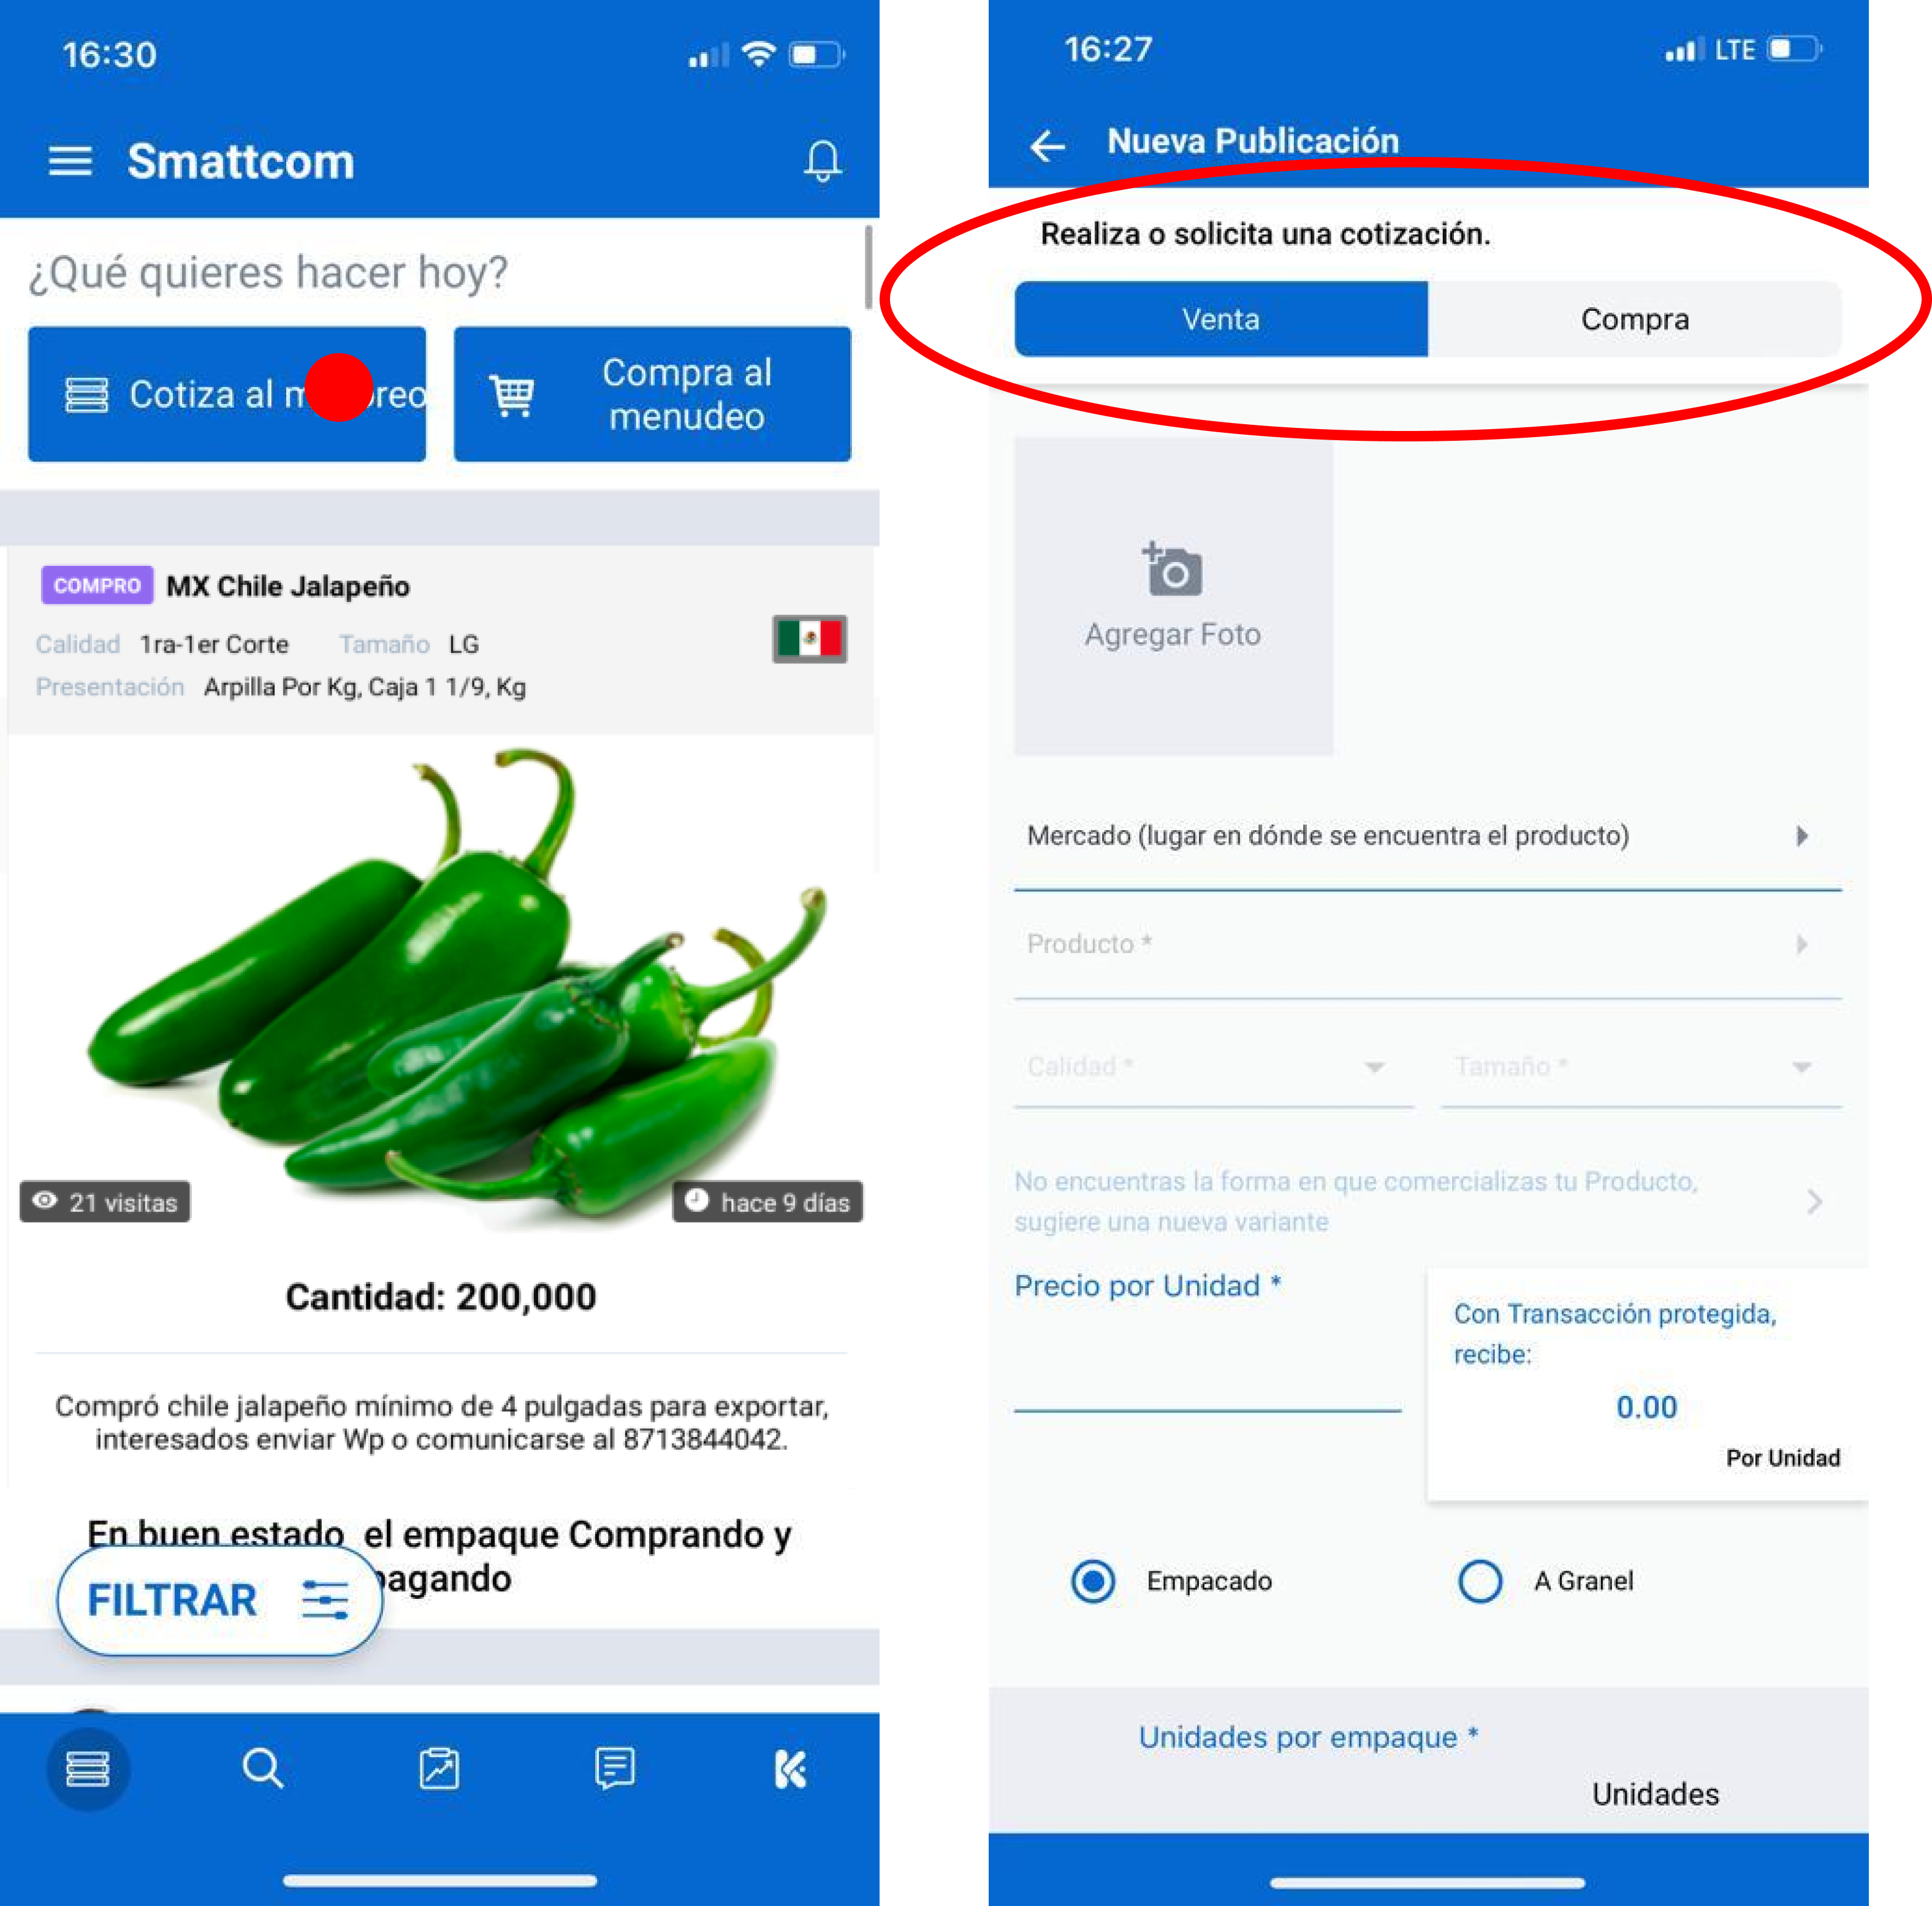 16:30
Smattcom
¿Qué quieres hacer hoy?
Cotiza al m reo
Compra al
menudeo
COMPRO MX Chile Jalapeño
Calidad 1ra-1er Corte Tamaño LG
Presentación Arpilla Por Kg, Caja 1 1/9, Kg
21 visitas
hace 9 días
Cantidad: 200,000
Compró chile jalapeño mínimo de 4 pulgadas para exportar,
interesados enviar Wp o comunicarse al 8713844042.
En buen estado el empaque Comprando y
agando
FILTRAR
16:27
LTE
Nueva Publicación
Realiza o solicita una cotización.
Venta
Compra
Agregar Foto
Mercado (lugar en dónde se encuentra el producto)
Producto *
Calidad *
Tamaño *
No encuentras la forma en que comercializas tu Producto,
sugiere una nueva variante
Precio por Unidad *
Con Transacción protegida,
recibe:
0.00
Por Unidad
Empacado
A Granel
Unidades por empaque *
Unidades